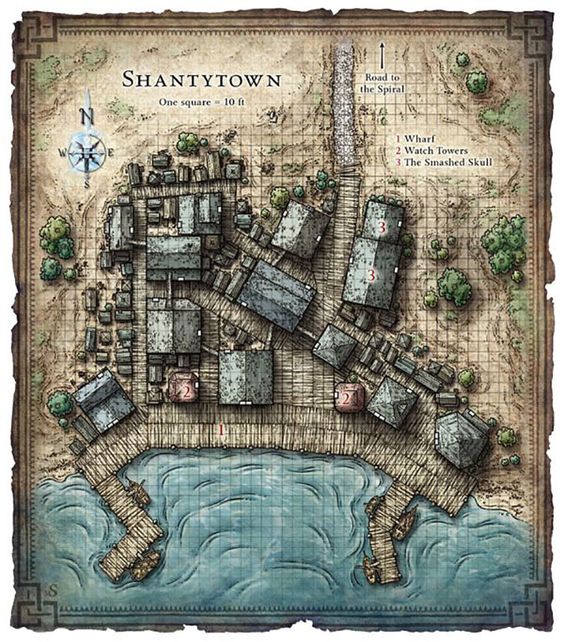 Shantytown
One square = 10 ft
Road to
the Spiral
N
W E
S
1 Wharf
2 Watch Towers
3 The Smashed Skull
3
3
2
2
1